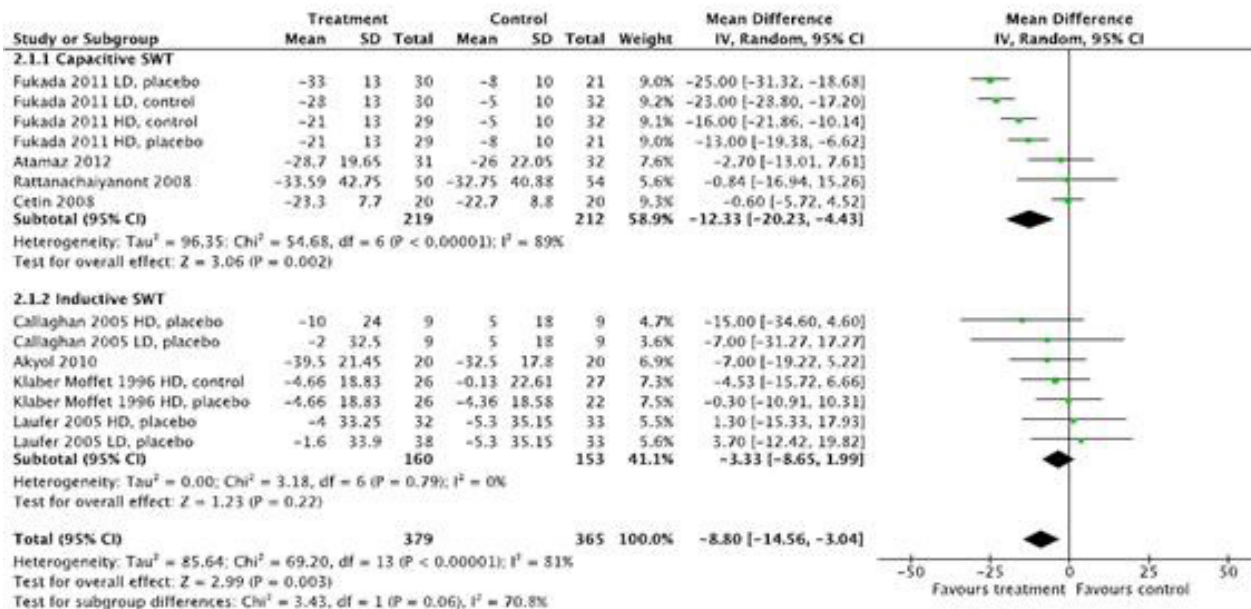 Treatment Control Mean Difference Mean Difference
Study or Subgroup Mean SD Total Mean SD Total Weight IV, Random, 95% CI IV, Random, 95% CI
2.1.1 Capacitive SWT
Fukada 2011 LD, placebo -33 13 30 -8 10 21 9.0% -25.00 [-31.32, -18.68]
Fukada 2011 LD, control -28 13 30 -5 10 32 9.2% -23.00 [-28.80, -17.20]
Fukada 2011 HD, control -21 13 29 -5 10 32 9.1% -16.00 [-21.86, -10.14]
Fukada 2011 HD, placebo -21 13 29 -8 10 21 9.0% -13.00 [-19.38, -6.62]
Atamaz 2012 -28.7 19.65 31 -26 22.05 32 7.6% -2.70 [-13.01, 7.61]
Rattanachaiyanont 2008 -33.59 42.75 50 -32.75 40.88 54 5.6% -0.84 [-16.94, 15.26]
Cetin 2008 -23.3 7.7 20 -22.7 8.8 20 9.3% -0.60 [-5.72, 4.52]
Subtotal (95% CI) 219 212 58.9% -12.33 [-20.23, -4.43]
Heterogeneity: Tau² = 96.35; Chi² = 54.68, df = 6 (P < 0.00001); I² = 89%
Test for overall effect: Z = 3.06 (P = 0.002)
2.1.2 Inductive SWT
Callaghan 2005 HD, placebo -10 24 9 5 18 9 4.7% -15.00 [-34.60, 4.60]
Callaghan 2005 LD, placebo -2 32.5 9 5 18 9 3.6% -7.00 [-31.27, 17.27]
Akyol 2010 -39.5 21.45 20 -32.5 17.8 20 6.9% -7.00 [-19.22, 5.22]
Klaber Moffet 1996 HD, control -4.66 18.83 26 -0.13 22.61 27 7.3% -4.53 [-15.72, 6.66]
Klaber Moffet 1996 HD, placebo -4.66 18.83 26 -4.36 18.58 22 7.5% -0.30 [-10.91, 10.31]
Laufer 2005 HD, placebo -4 33.25 32 -5.3 35.15 33 5.4% 1.30 [-15.33, 17.93]
Laufer 2005 LD, placebo -1.6 33.9 38 -5.3 35.15 33 5.6% 3.70 [-12.42, 19.82]
Subtotal (95% CI) 160 153 41.1% -3.33 [-8.65, 1.99]
Heterogeneity: Tau² = 0.00; Chi² = 3.18, df = 6 (P = 0.79); I² = 0%
Test for overall effect: Z = 1.23 (P = 0.22)
Total (95% CI) 379 365 100.0% -8.80 [-14.56, -3.04]
Heterogeneity: Tau² = 85.64; Chi² = 69.20, df = 13 (P < 0.00001); I² = 81%
Test for overall effect: Z = 2.99 (P = 0.003)
Test for subgroup differences: Chi² = 3.43, df = 1 (P = 0.06), I² = 70.8%
-50 -25 0 25 50
Favours treatment Favours control